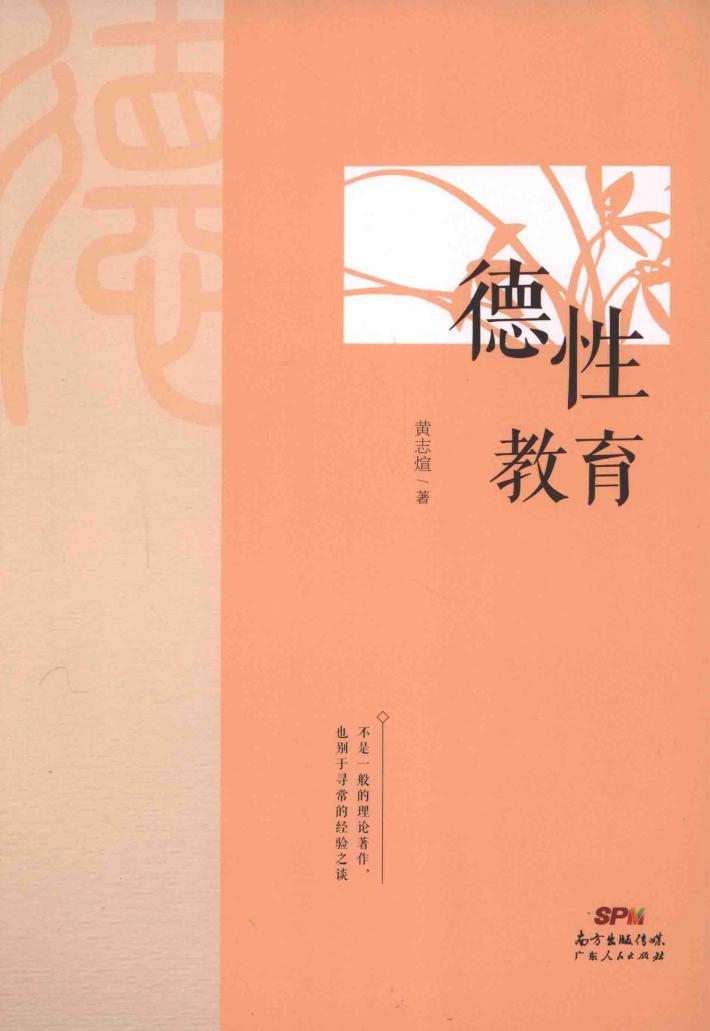 德
德性
教育
黄志煊/著
不是一般的理论著作，
也别于寻常的经验之谈
SPM
南方出版传媒
广东人民出版社